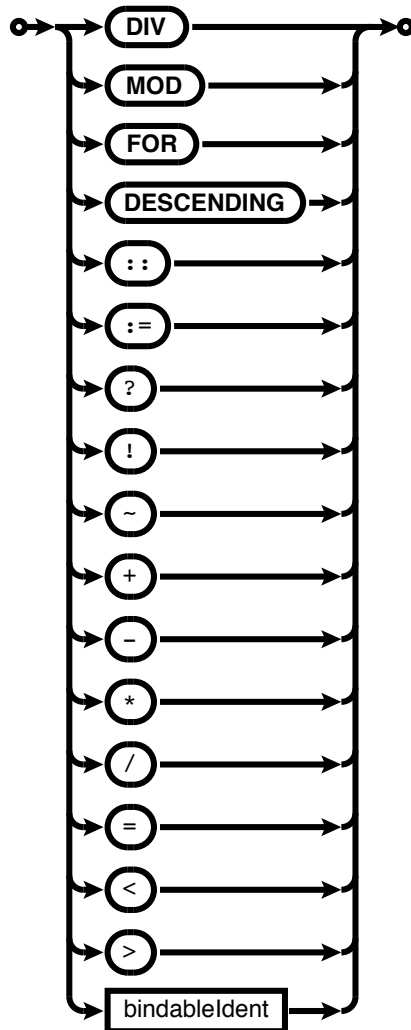 DIV
MOD
FOR
DESCENDING
::
:=
?
!
~
+
-
*
/
=
<
>
bindableIdent